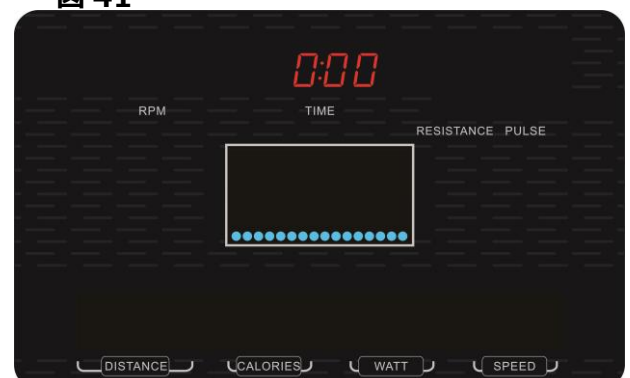 图 41
0:00
RPM TIME
RESISTANCE PULSE
DISTANCE CALORIES WATT SPEED